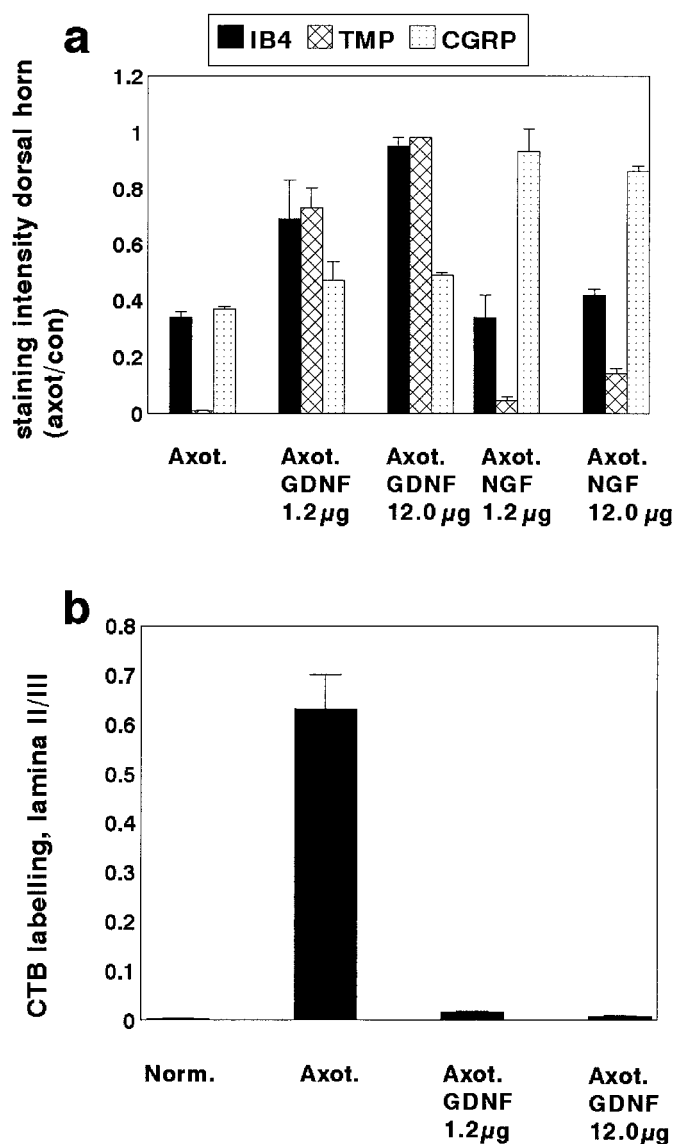 a
IB4 TMP CGRP
staining intensity dorsal horn
(axot/con)
1.2
1
0.8
0.6
0.4
0.2
0
Axot. Axot. Axot. Axot. Axot.
GDNF GDNF NGF NGF
1.2 µg 12.0 µg 1.2 µg 12.0 µg
b
CTB labelling, lamina II/III
0.8
0.7
0.6
0.5
0.4
0.3
0.2
0.1
0
Norm. Axot. Axot. Axot.
GDNF GDNF
1.2µg 12.0 µg